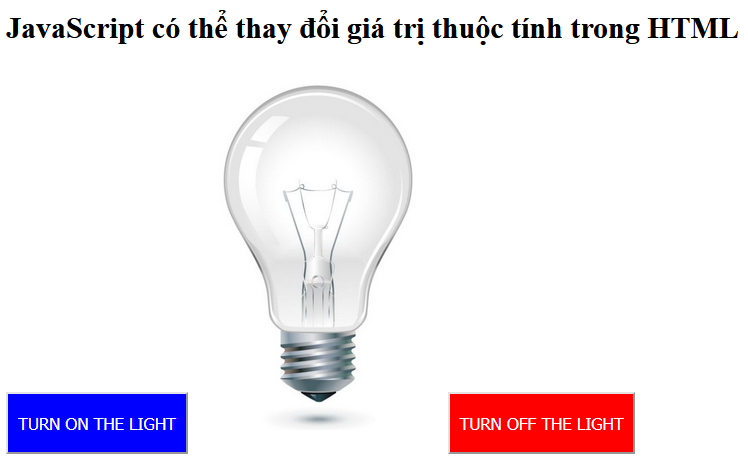 JavaScript có thể thay đổi giá trị thuộc tính trong HTML
TURN ON THE LIGHT
TURN OFF THE LIGHT